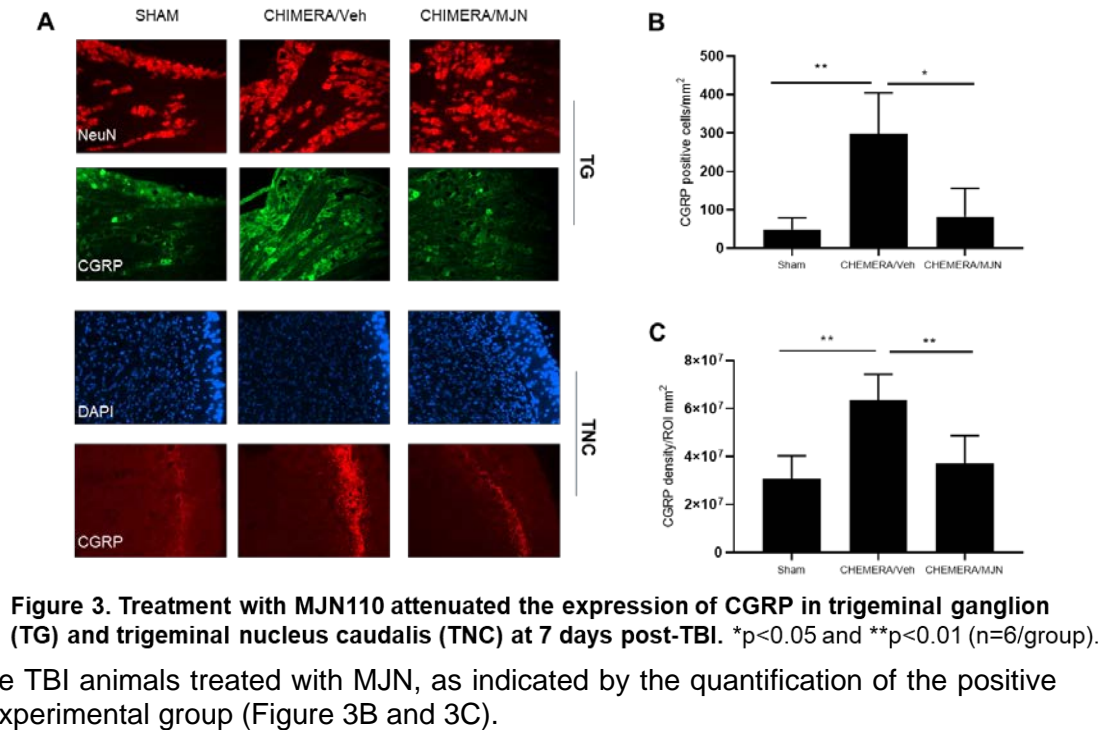 A
SHAM
CHIMERA/Veh
CHIMERA/MJN
NeuN
CGRP
TG
DAPI
CGRP
TNC
B
500
400
300
200
100
0
CGRP positive cells/mm²
**
*
Sham
CHEMERA/Veh
CHEMERA/MJN
C
8×10⁷
6×10⁷
4×10⁷
2×10⁷
0
CGRP density/ROI mm²
**
**
Sham
CHEMERA/Veh
CHEMERA/MJN
Figure 3. Treatment with MJN110 attenuated the expression of CGRP in trigeminal ganglion
(TG) and trigeminal nucleus caudalis (TNC) at 7 days post-TBI. *p<0.05 and **p<0.01 (n=6/group).
e TBI animals treated with MJN, as indicated by the quantification of the positive
xperimental group (Figure 3B and 3C).